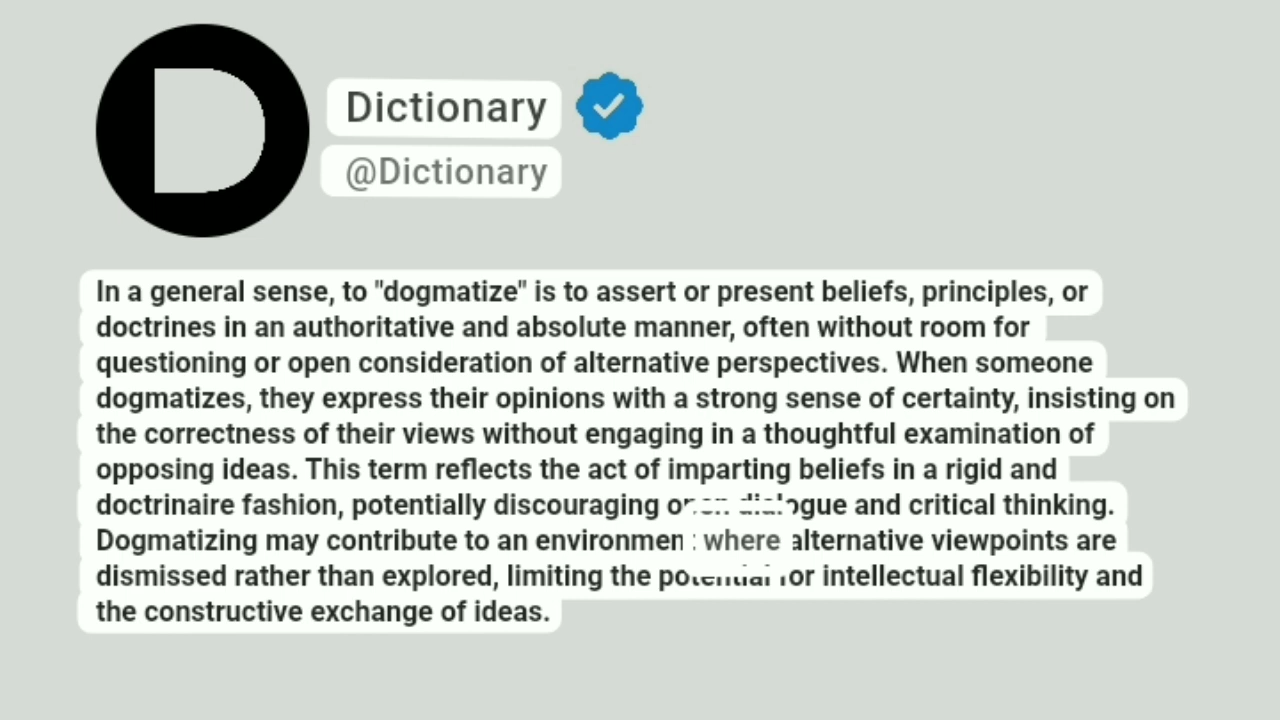 D
Dictionary
@Dictionary
In a general sense, to "dogmatize" is to assert or present beliefs, principles, or
doctrines in an authoritative and absolute manner, often without room for
questioning or open consideration of alternative perspectives. When someone
dogmatizes, they express their opinions with a strong sense of certainty, insisting on
the correctness of their views without engaging in a thoughtful examination of
opposing ideas. This term reflects the act of imparting beliefs in a rigid and
doctrinaire fashion, potentially discouraging open dialogue and critical thinking.
Dogmatizing may contribute to an environment where alternative viewpoints are
dismissed rather than explored, limiting the potential for intellectual flexibility and
the constructive exchange of ideas.